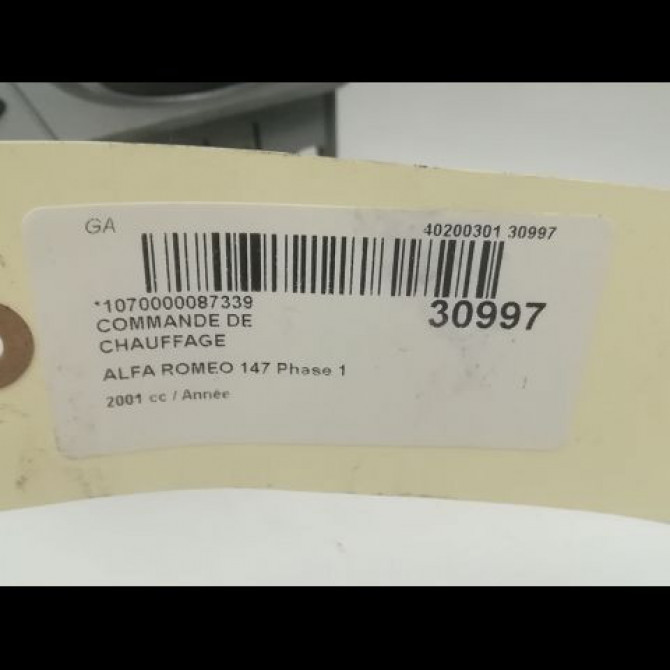 GA
40200301 30997
*1070000087339
30997
COMMANDE DE
CHAUFFAGE
ALFA ROMEO 147 Phase 1
2001 cc / Année